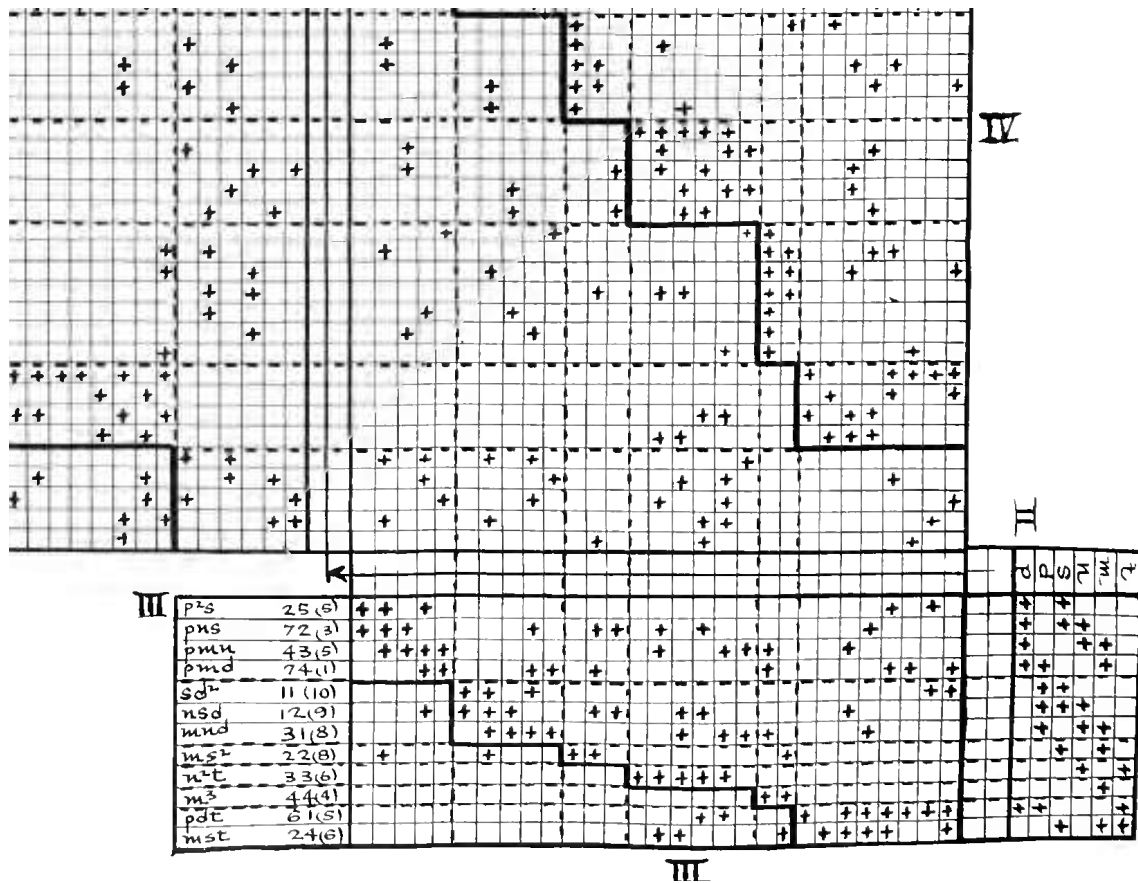 IV
II
p d s n m t
III
p²s 25(5)
pns 72(3)
pmn 43(5)
pmd 74(1)
sd² 11(10)
nsd 12(9)
mnd 31(8)
ms² 22(8)
n²t 33(6)
m³ 44(4)
pdt 61(5)
mst 24(6)
III